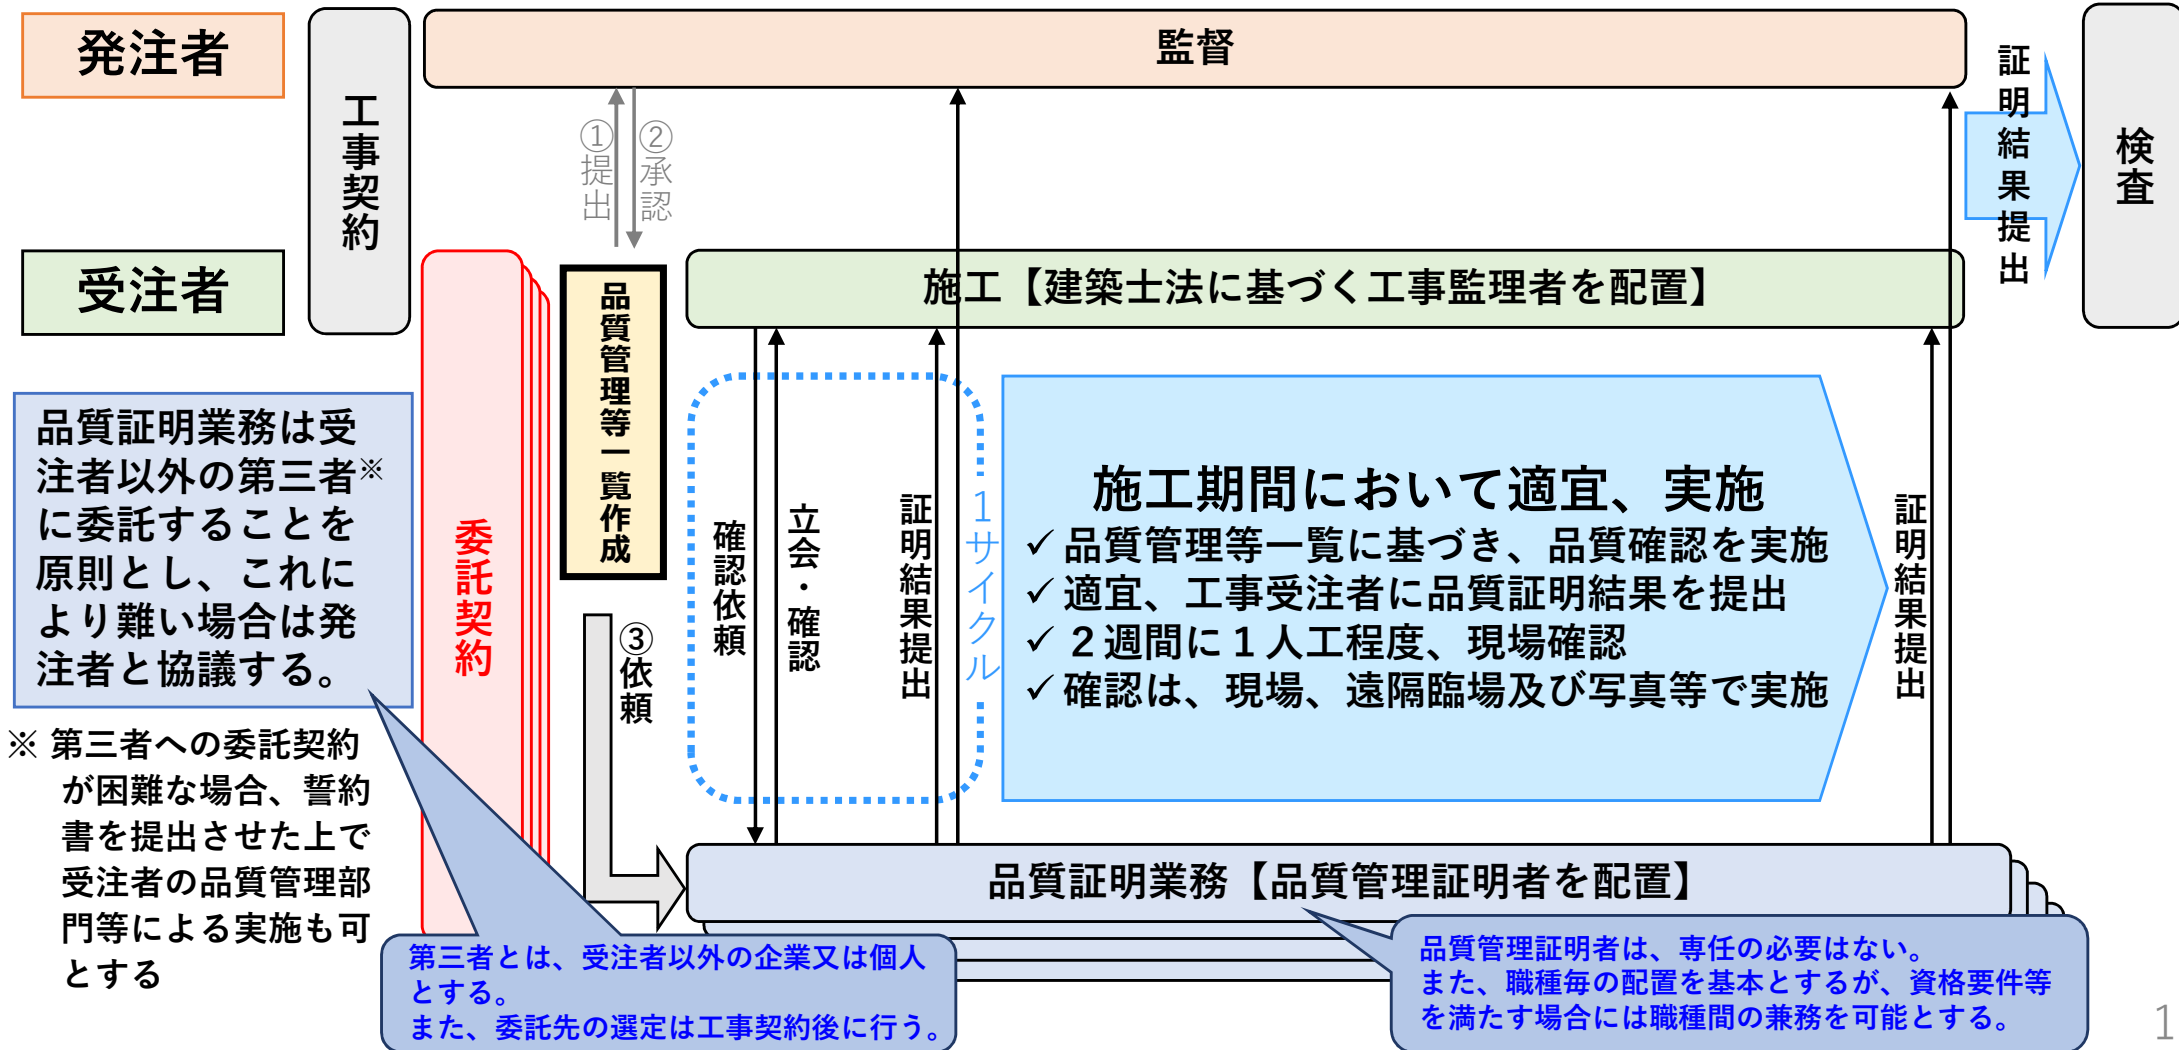 発注者
工事契約
監督
証明結果提出
検査
①提出
②承認
受注者
施工【建築士法に基づく工事監理者を配置】
品質管理等一覧作成
委託契約
品質証明業務は受
注者以外の第三者※
に委託することを
原則とし、これに
より難い場合は発
注者と協議する。
※ 第三者への委託契約
が困難な場合、誓約
書を提出させた上で
受注者の品質管理部
門等による実施も可
とする
③依頼
確認依頼
立会・確認
証明結果提出
1サイクル
施工期間において適宜、実施
✓ 品質管理等一覧に基づき、品質確認を実施
✓ 適宜、工事受注者に品質証明結果を提出
✓ ２週間に１人工程度、現場確認
✓ 確認は、現場、遠隔臨場及び写真等で実施
証明結果提出
品質証明業務【品質管理証明者を配置】
第三者とは、受注者以外の企業又は個人
とする。
また、委託先の選定は工事契約後に行う。
品質管理証明者は、専任の必要はない。
また、職種毎の配置を基本とするが、資格要件等
を満たす場合には職種間の兼務を可能とする。
1